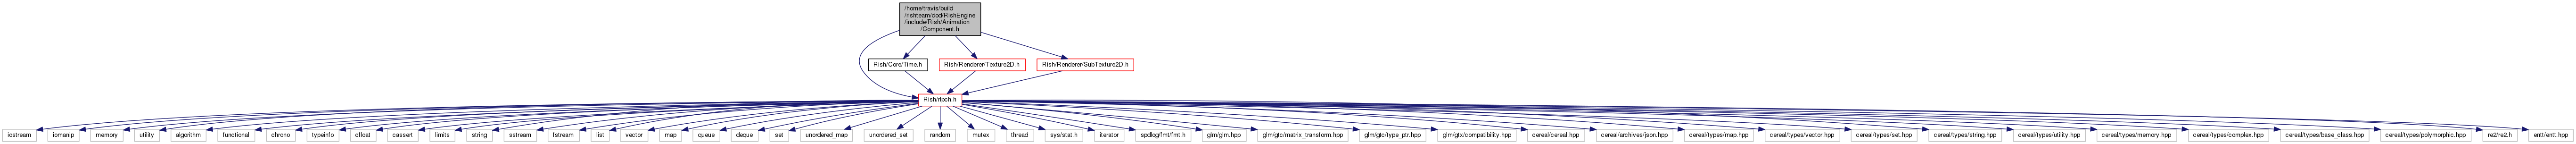 /home/travis/build
/rishteam/dod/RishEngine
/include/Rish/Animation
/Component.h
Rish/Core/Time.h
Rish/Renderer/Texture2D.h
Rish/Renderer/SubTexture2D.h
Rish/rlpch.h
iostream
iomanip
memory
utility
algorithm
functional
chrono
typeinfo
cfloat
cassert
limits
string
sstream
fstream
list
vector
map
queue
deque
set
unordered_map
unordered_set
random
mutex
thread
sys/stat.h
iterator
spdlog/fmt/fmt.h
glm/glm.hpp
glm/gtc/matrix_transform.hpp
glm/gtc/type_ptr.hpp
glm/gtx/compatibility.hpp
cereal/cereal.hpp
cereal/archives/json.hpp
cereal/types/map.hpp
cereal/types/vector.hpp
cereal/types/set.hpp
cereal/types/string.hpp
cereal/types/utility.hpp
cereal/types/memory.hpp
cereal/types/complex.hpp
cereal/types/base_class.hpp
cereal/types/polymorphic.hpp
re2/re2.h
entt/entt.hpp